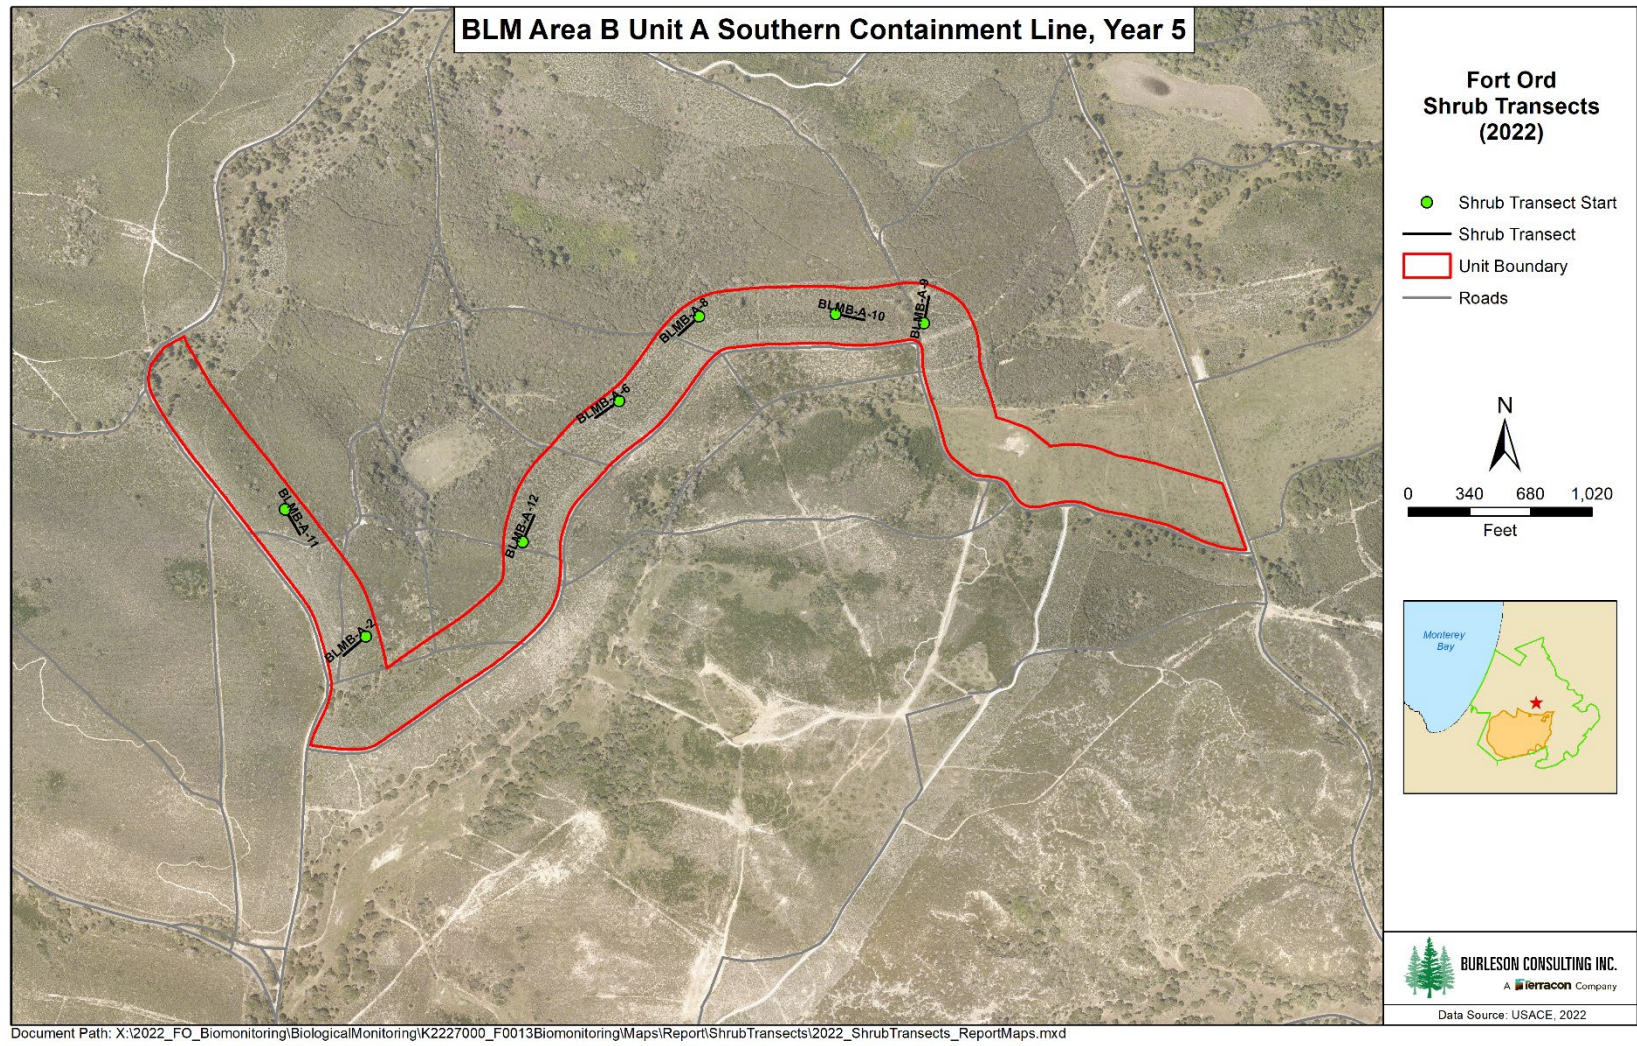 BLM Area B Unit A Southern Containment Line, Year 5
Fort Ord
Shrub Transects
(2022)
Shrub Transect Start
Shrub Transect
Unit Boundary
Roads
BLMB-A-8
BLMB-A-10
BLMB-A-9
BLMB-A-6
BLMB-A-12
BLMB-A-11
BLMB-A-2
N
0 340 680 1,020
Feet
Monterey
Bay
BURLESON CONSULTING INC.
A Terracon Company
Data Source: USACE, 2022
Document Path: X:\2022_FO_Biomonitoring\BiologicalMonitoring\K2227000_F0013Biomonitoring\Maps\Report\ShrubTransects\2022_ShrubTransects_ReportMaps.mxd